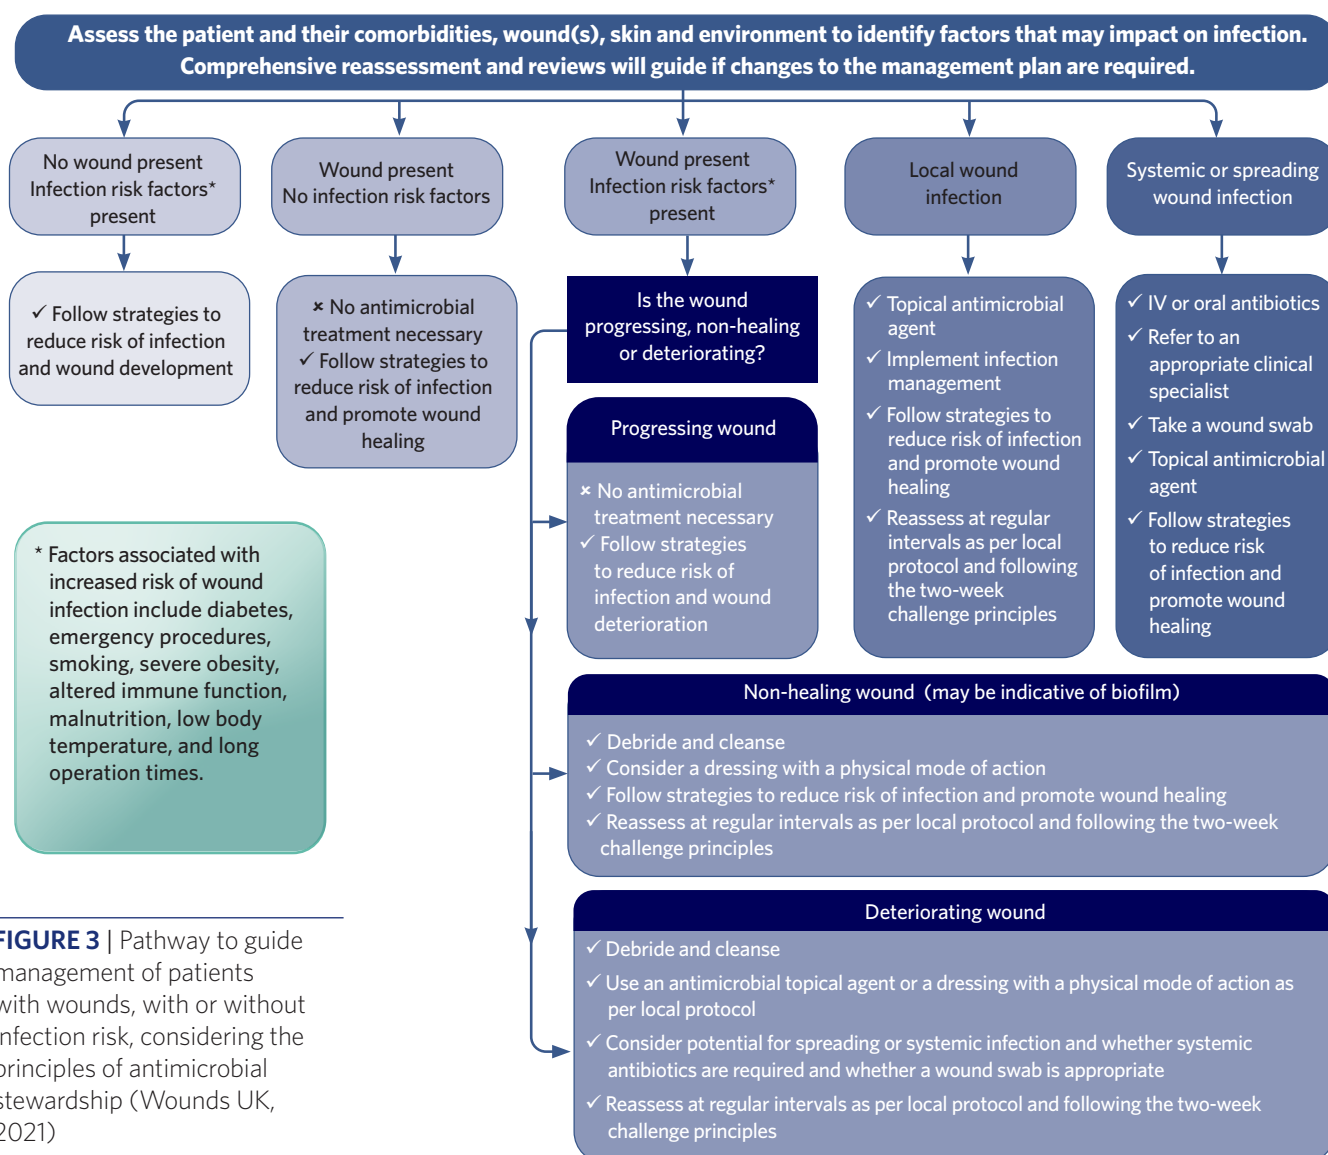 Assess the patient and their comorbidities, wound(s), skin and environment to identify factors that may impact on infection.
Comprehensive reassessment and reviews will guide if changes to the management plan are required.
No wound present
Infection risk factors*
present
✓ Follow strategies to
reduce risk of infection
and wound development
Wound present
No infection risk factors
× No antimicrobial
treatment necessary
✓ Follow strategies to
reduce risk of infection
and promote wound
healing
Wound present
Infection risk factors*
present
Is the wound
progressing, non-healing
or deteriorating?
Progressing wound
× No antimicrobial
treatment necessary
✓ Follow strategies
to reduce risk of
infection and wound
deterioration
Local wound
infection
✓ Topical antimicrobial
agent
✓ Implement infection
management
✓ Follow strategies to
reduce risk of infection
and promote wound
healing
✓ Reassess at regular
intervals as per local
protocol and following
the two-week
challenge principles
Systemic or spreading
wound infection
✓ IV or oral antibiotics
✓ Refer to an
appropriate clinical
specialist
✓ Take a wound swab
✓ Topical antimicrobial
agent
✓ Follow strategies
to reduce risk
of infection and
promote wound
healing
Non-healing wound (may be indicative of biofilm)
✓ Debride and cleanse
✓ Consider a dressing with a physical mode of action
✓ Follow strategies to reduce risk of infection and promote wound healing
✓ Reassess at regular intervals as per local protocol and following the two-week
challenge principles
Deteriorating wound
✓ Debride and cleanse
✓ Use an antimicrobial topical agent or a dressing with a physical mode of action as
per local protocol
✓ Consider potential for spreading or systemic infection and whether systemic
antibiotics are required and whether a wound swab is appropriate
✓ Reassess at regular intervals as per local protocol and following the two-week
challenge principles
* Factors associated with
increased risk of wound
infection include diabetes,
emergency procedures,
smoking, severe obesity,
altered immune function,
malnutrition, low body
temperature, and long
operation times.
FIGURE 3 | Pathway to guide
management of patients
with wounds, with or without
infection risk, considering the
principles of antimicrobial
stewardship (Wounds UK,
2021)